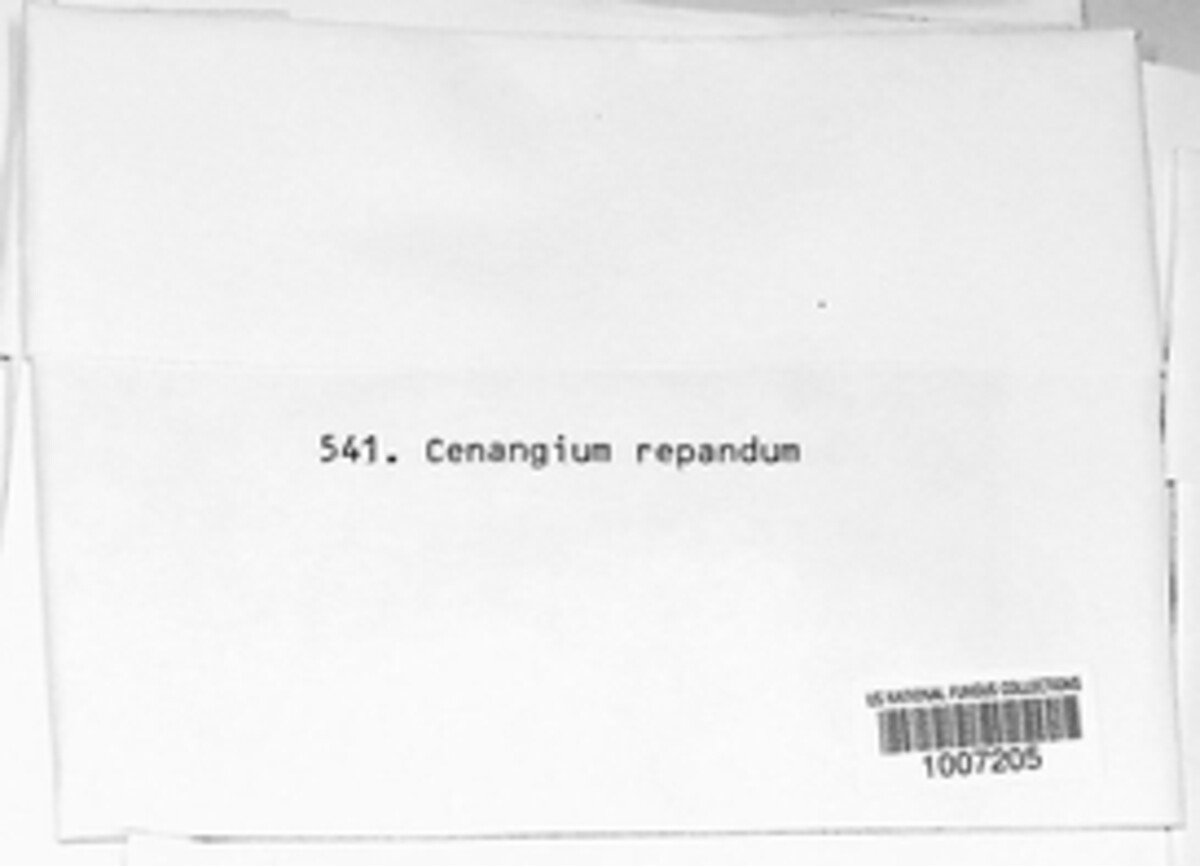 541. Cenangium repandum
US NATIONAL FUNGUS COLLECTIONS
1007205